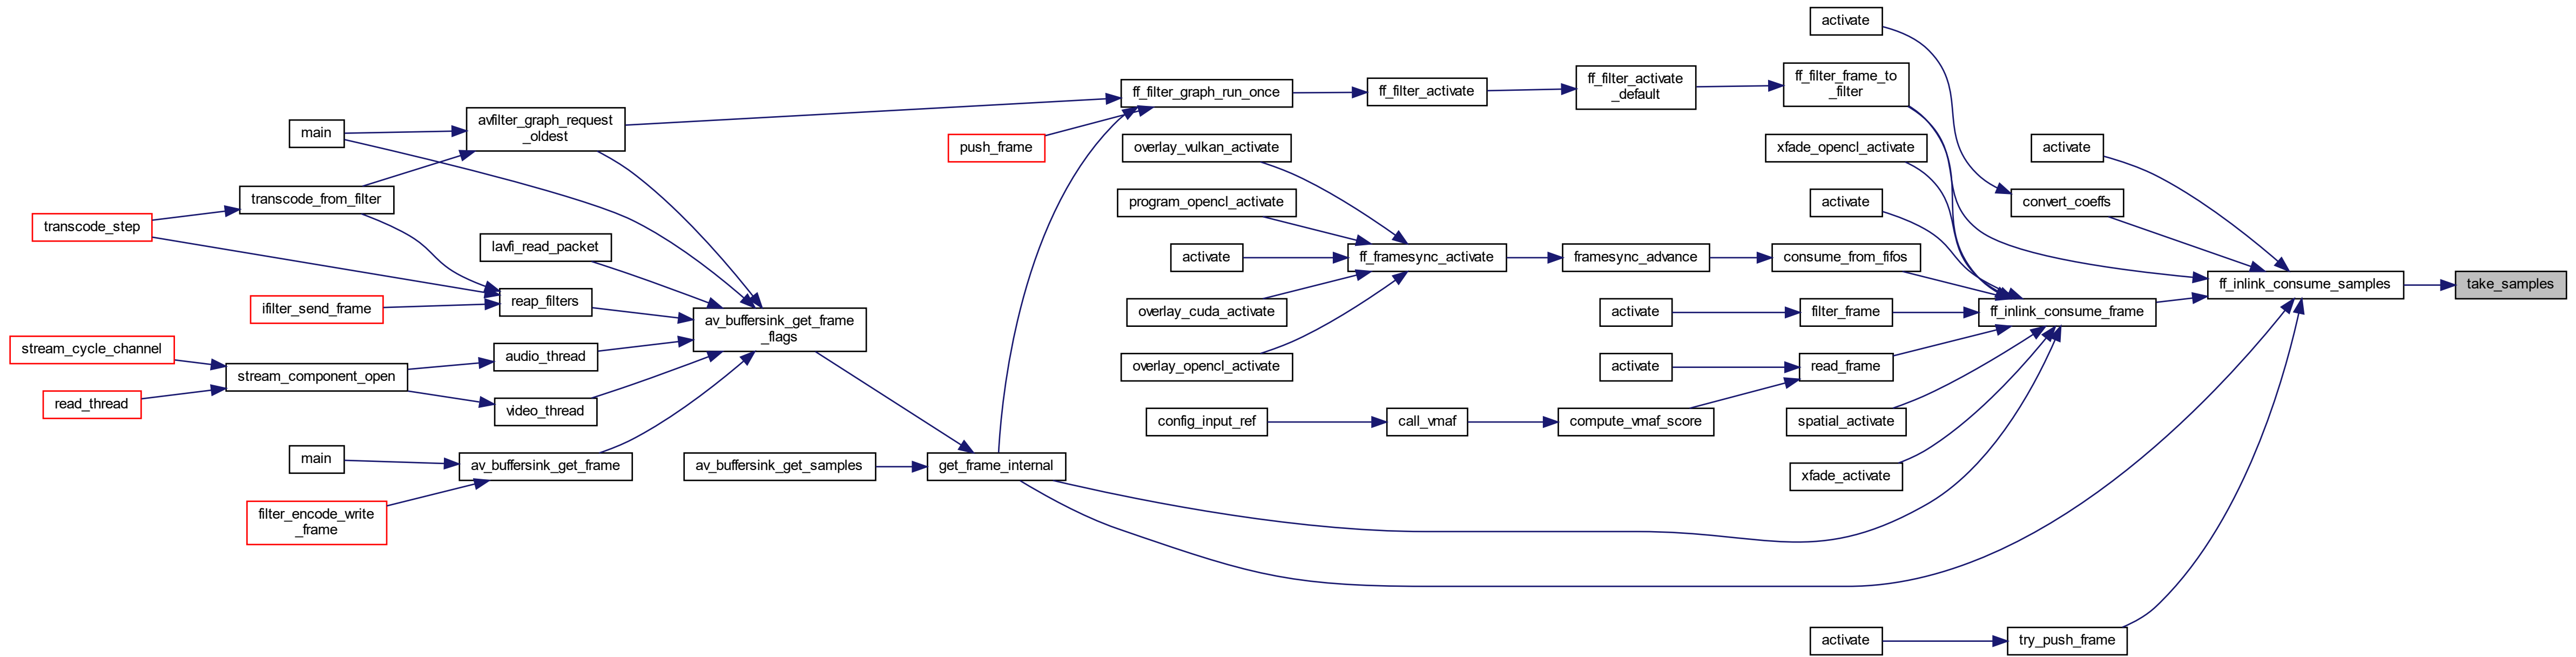 activate
ff_filter_graph_run_once
ff_filter_activate
ff_filter_activate
_default
ff_filter_frame_to
_filter
main
avfilter_graph_request
_oldest
push_frame
overlay_vulkan_activate
xfade_opencl_activate
activate
transcode_from_filter
program_opencl_activate
activate
convert_coeffs
transcode_step
lavfi_read_packet
activate
ff_framesync_activate
framesync_advance
consume_from_fifos
ff_inlink_consume_samples
take_samples
ifilter_send_frame
reap_filters
av_buffersink_get_frame
_flags
overlay_cuda_activate
activate
filter_frame
ff_inlink_consume_frame
stream_cycle_channel
audio_thread
stream_component_open
overlay_opencl_activate
activate
read_frame
read_thread
video_thread
config_input_ref
call_vmaf
compute_vmaf_score
spatial_activate
main
av_buffersink_get_frame
av_buffersink_get_samples
get_frame_internal
xfade_activate
filter_encode_write
_frame
activate
try_push_frame